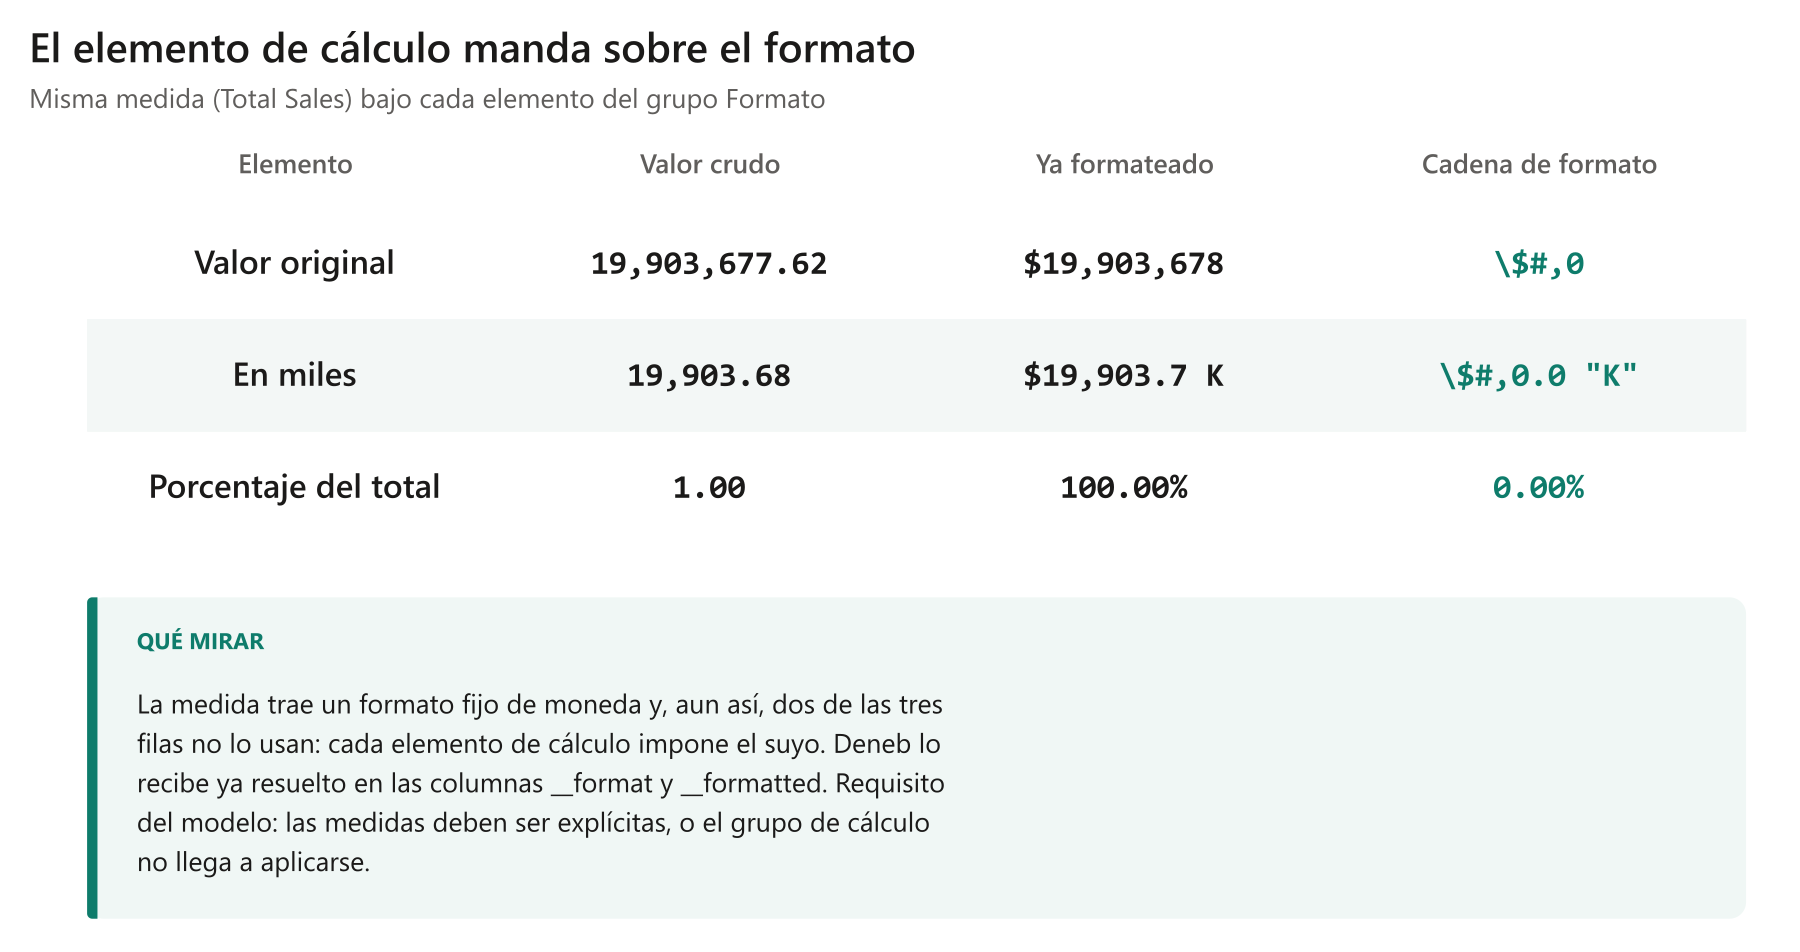 El elemento de cálculo manda sobre el formato
Misma medida (Total Sales) bajo cada elemento del grupo Formato
Elemento Valor crudo Ya formateado Cadena de formato
Valor original 19,903,677.62 $19,903,678 \$#,0
En miles 19,903.68 $19,903.7 K \$#,0.0 "K"
Porcentaje del total 1.00 100.00% 0.00%
QUÉ MIRAR
La medida trae un formato fijo de moneda y, aun así, dos de las tres
filas no lo usan: cada elemento de cálculo impone el suyo. Deneb lo
recibe ya resuelto en las columnas __format y __formatted. Requisito
del modelo: las medidas deben ser explícitas, o el grupo de cálculo
no llega a aplicarse.